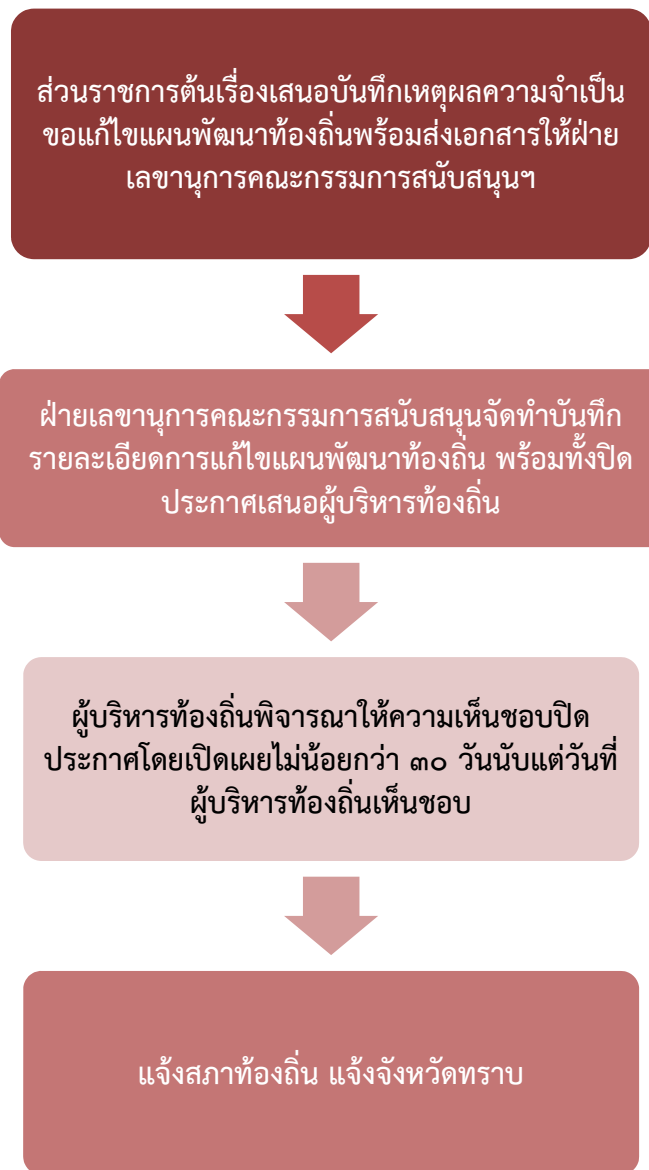 ส่วนราชการต้นเรื่องเสนอบันทึกเหตุผลความจำเป็น
ขอแก้ไขแผนพัฒนาท้องถิ่นพร้อมส่งเอกสารให้ฝ่าย
เลขานุการคณะกรรมการสนับสนุนฯ
ฝ่ายเลขานุการคณะกรรมการสนับสนุนจัดทำบันทึก
รายละเอียดการแก้ไขแผนพัฒนาท้องถิ่น พร้อมทั้งปิด
ประกาศเสนอผู้บริหารท้องถิ่น
ผู้บริหารท้องถิ่นพิจารณาให้ความเห็นชอบปิด
ประกาศโดยเปิดเผยไม่น้อยกว่า ๓๐ วันนับแต่วันที่
ผู้บริหารท้องถิ่นเห็นชอบ
แจ้งสภาท้องถิ่น แจ้งจังหวัดทราบ